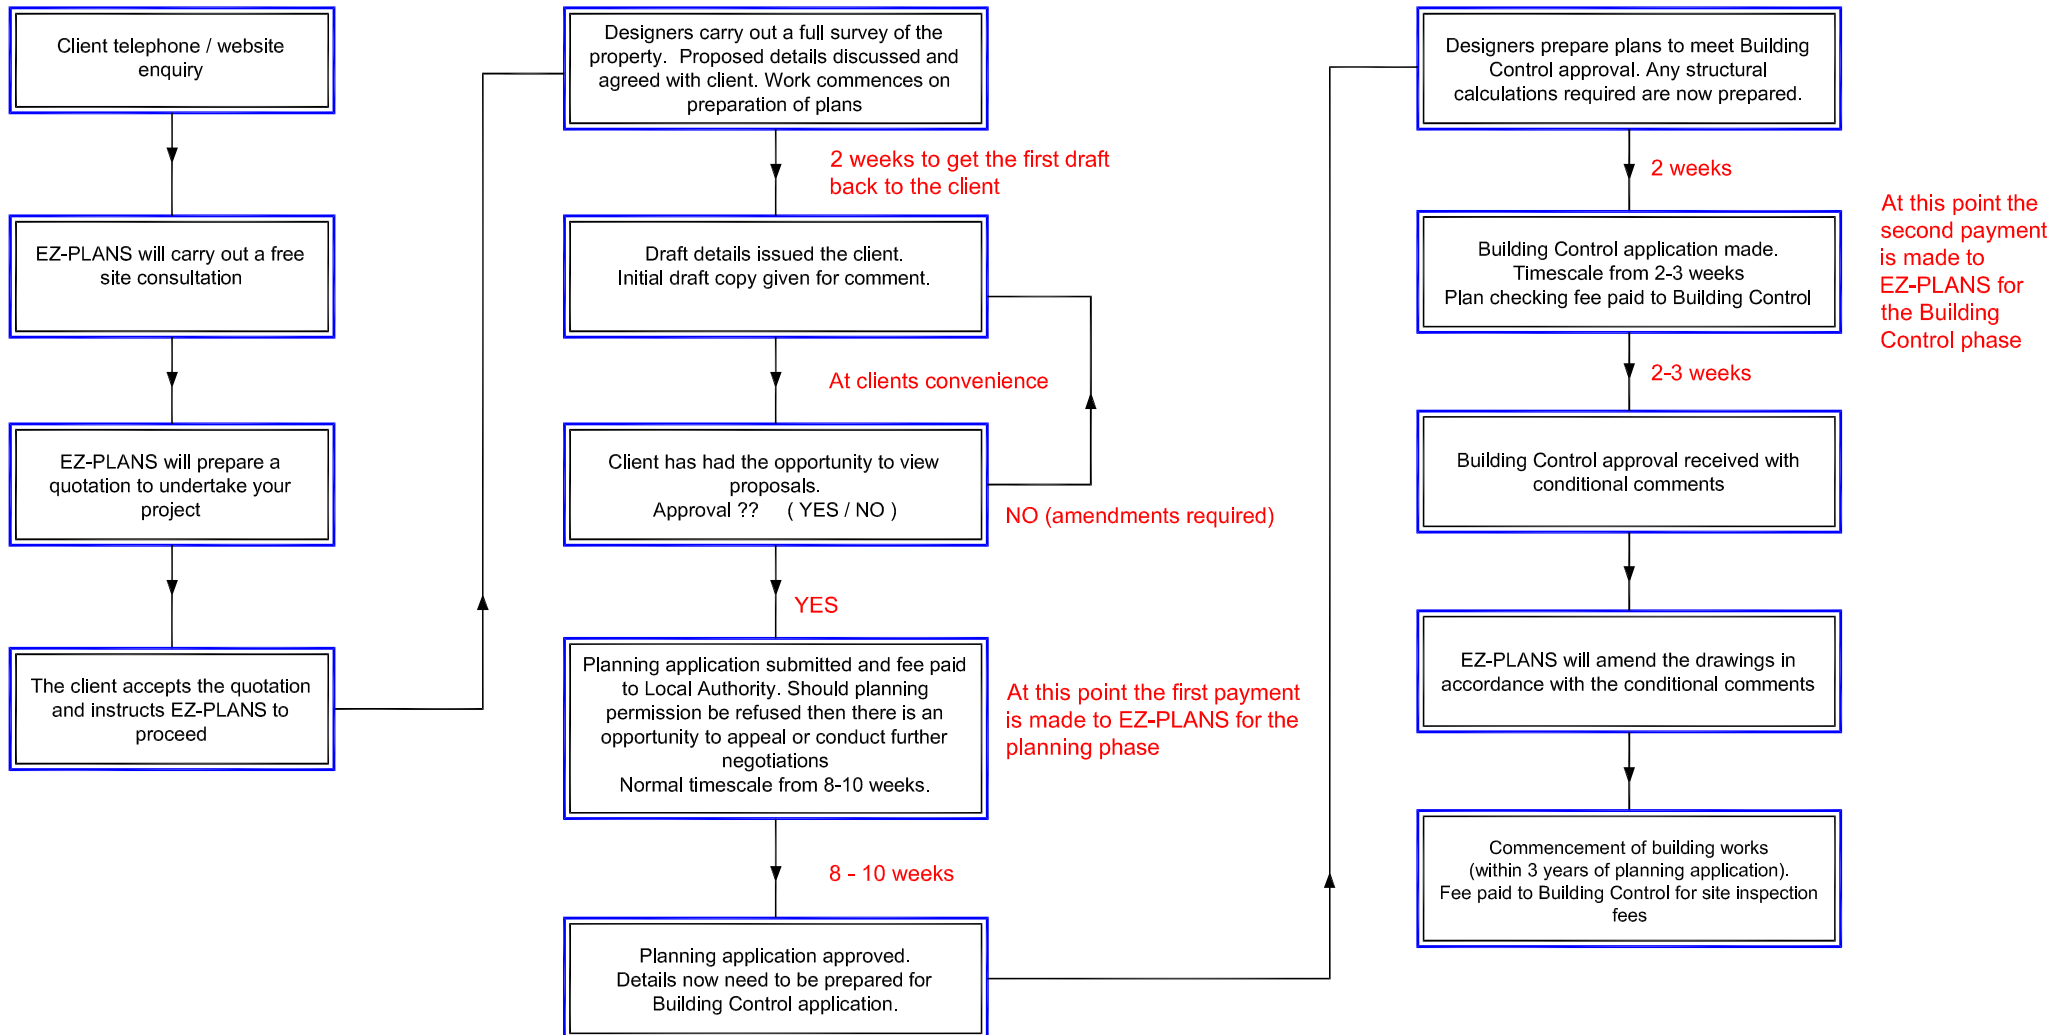 Client telephone / website
enquiry
EZ-PLANS will carry out a free
site consultation
EZ-PLANS will prepare a
quotation to undertake your
project
The client accepts the quotation
and instructs EZ-PLANS to
proceed
Designers carry out a full survey of the
property.  Proposed details discussed and
agreed with client. Work commences on
preparation of plans
2 weeks to get the first draft
back to the client
Draft details issued the client.
Initial draft copy given for comment.
At clients convenience
Client has had the opportunity to view
proposals.
Approval ??    ( YES / NO )
NO (amendments required)
YES
Planning application submitted and fee paid
to Local Authority. Should planning
permission be refused then there is an
opportunity to appeal or conduct further
negotiations
Normal timescale from 8-10 weeks.
At this point the first payment
is made to EZ-PLANS for the
planning phase
8 - 10 weeks
Planning application approved.
Details now need to be prepared for
Building Control application.
Designers prepare plans to meet Building
Control approval. Any structural
calculations required are now prepared.
2 weeks
Building Control application made.
Timescale from 2-3 weeks
Plan checking fee paid to Building Control
At this point the
second payment
is made to
EZ-PLANS for
the Building
Control phase
2-3 weeks
Building Control approval received with
conditional comments
EZ-PLANS will amend the drawings in
accordance with the conditional comments
Commencement of building works
(within 3 years of planning application).
Fee paid to Building Control for site inspection
fees